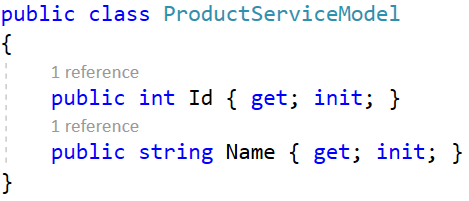 public class ProductServiceModel
{
1 reference
public int Id { get; init; }
1 reference
public string Name { get; init; }
}